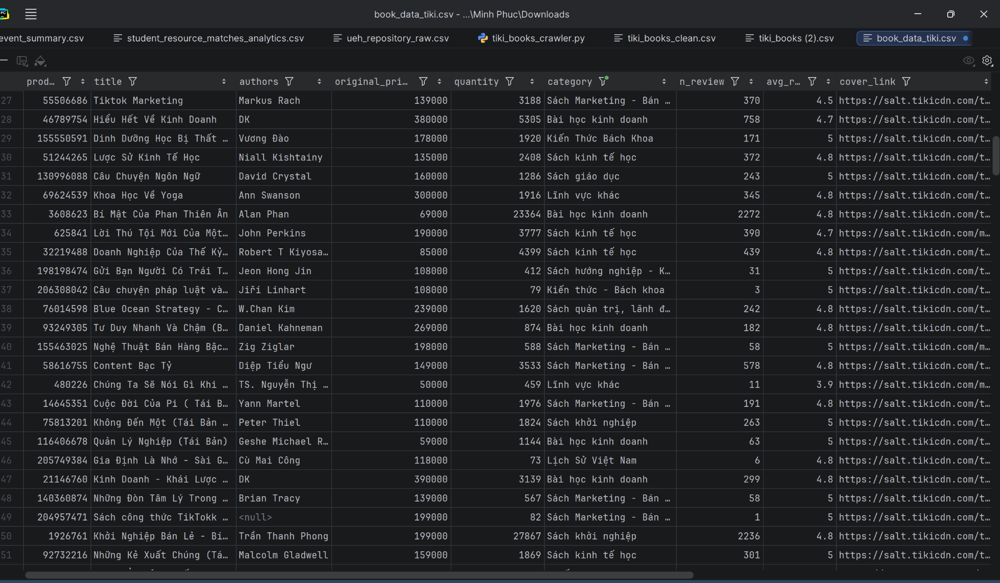 PC
book_data_tiki.csv - ...\Minh Phuc\Downloads
event_summary.csv student_resource_matches_analytics.csv ueh_repository_raw.csv tiki_books_crawler.py tiki_books_clean.csv tiki_books (2).csv book_data_tiki.csv
prod… title authors original_pri… quantity category n_review avg_r… cover_link
27 55506686 Tiktok Marketing Markus Rach 139000 3188 Sách Marketing - Bán … 370 4.5 https://salt.tikicdn.com/t…
28 46789754 Hiểu Hết Về Kinh Doanh DK 380000 5305 Bài học kinh doanh 758 4.7 https://salt.tikicdn.com/t…
29 155550591 Dinh Dưỡng Học Bị Thất … Vương Đào 178000 1920 Kiến Thức Bách Khoa 171 5 https://salt.tikicdn.com/t…
30 51244265 Lược Sử Kinh Tế Học Niall Kishtainy 135000 2408 Sách kinh tế học 372 4.8 https://salt.tikicdn.com/t…
31 130996088 Câu Chuyện Ngôn Ngữ David Crystal 160000 1286 Sách giáo dục 243 5 https://salt.tikicdn.com/t…
32 69624539 Khoa Học Về Yoga Ann Swanson 300000 1916 Lĩnh vực khác 345 4.8 https://salt.tikicdn.com/t…
33 3608623 Bí Mật Của Phan Thiên Ân Alan Phan 69000 23364 Bài học kinh doanh 2272 4.8 https://salt.tikicdn.com/t…
34 625841 Lời Thú Tội Mới Của Một… John Perkins 190000 3777 Sách kinh tế học 390 4.7 https://salt.tikicdn.com/m…
35 32219488 Doanh Nghiệp Của Thế Kỷ… Robert T Kiyosa… 85000 4399 Sách kinh tế học 439 4.8 https://salt.tikicdn.com/t…
36 198198474 Gửi Bạn Người Có Trái T… Jeon Hong Jin 108000 412 Sách hướng nghiệp - K… 31 5 https://salt.tikicdn.com/t…
37 206308042 Câu chuyện pháp luật và… Jiří Linhart 108000 79 Kiến thức - Bách khoa 3 5 https://salt.tikicdn.com/t…
38 76014598 Blue Ocean Strategy - C… W.Chan Kim 239000 1620 Sách quản trị, lãnh đ… 242 4.8 https://salt.tikicdn.com/t…
39 93249305 Tư Duy Nhanh Và Chậm (B… Daniel Kahneman 269000 874 Bài học kinh doanh 182 4.8 https://salt.tikicdn.com/t…
40 155463025 Nghệ Thuật Bán Hàng Bậc… Zig Ziglar 198000 588 Sách Marketing - Bán … 58 5 https://salt.tikicdn.com/m…
41 58616755 Content Bạc Tỷ Diệp Tiểu Ngư 149000 3533 Sách Marketing - Bán … 578 4.8 https://salt.tikicdn.com/t…
42 480226 Chúng Ta Sẽ Nói Gì Khi … TS. Nguyễn Thị … 50000 459 Lĩnh vực khác 11 3.9 https://salt.tikicdn.com/m…
43 14645351 Cuộc Đời Của Pi ( Tái B… Yann Martel 110000 1976 Sách Marketing - Bán … 191 4.8 https://salt.tikicdn.com/t…
44 75813201 Không Đến Một (Tái Bản … Peter Thiel 110000 1824 Sách khởi nghiệp 263 5 https://salt.tikicdn.com/t…
45 116406678 Quản Lý Nghiệp (Tái Bản) Geshe Michael R… 59000 1144 Bài học kinh doanh 63 5 https://salt.tikicdn.com/t…
46 205749384 Gia Định Là Nhớ - Sài G… Cù Mai Công 118000 73 Lịch Sử Việt Nam 6 4.8 https://salt.tikicdn.com/t…
47 21146760 Kinh Doanh - Khái Lược … DK 390000 3139 Bài học kinh doanh 299 4.8 https://salt.tikicdn.com/t…
48 140360874 Những Đòn Tâm Lý Trong … Brian Tracy 139000 567 Sách Marketing - Bán … 58 5 https://salt.tikicdn.com/t…
49 204957471 Sách công thức TikTokk … <null> 199000 82 Sách Marketing - Bán … 1 5 https://salt.tikicdn.com/t…
50 1926761 Khởi Nghiệp Bán Lẻ - Bí… Trần Thanh Phong 199000 27867 Sách khởi nghiệp 2236 4.8 https://salt.tikicdn.com/t…
51 92732216 Những Kẻ Xuất Chúng (Tá… Malcolm Gladwell 159000 1869 Sách kinh tế học 301 5 https://salt.tikicdn.com/t…